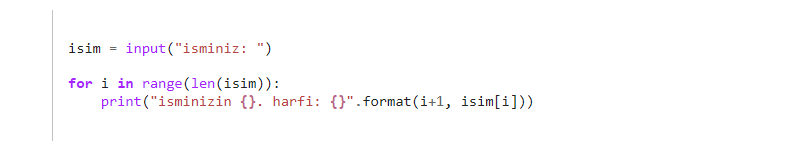 isim = input("isminiz: ")
for i in range(len(isim)):
print("isminizin {}. harfi: {}".format(i+1, isim[i]))